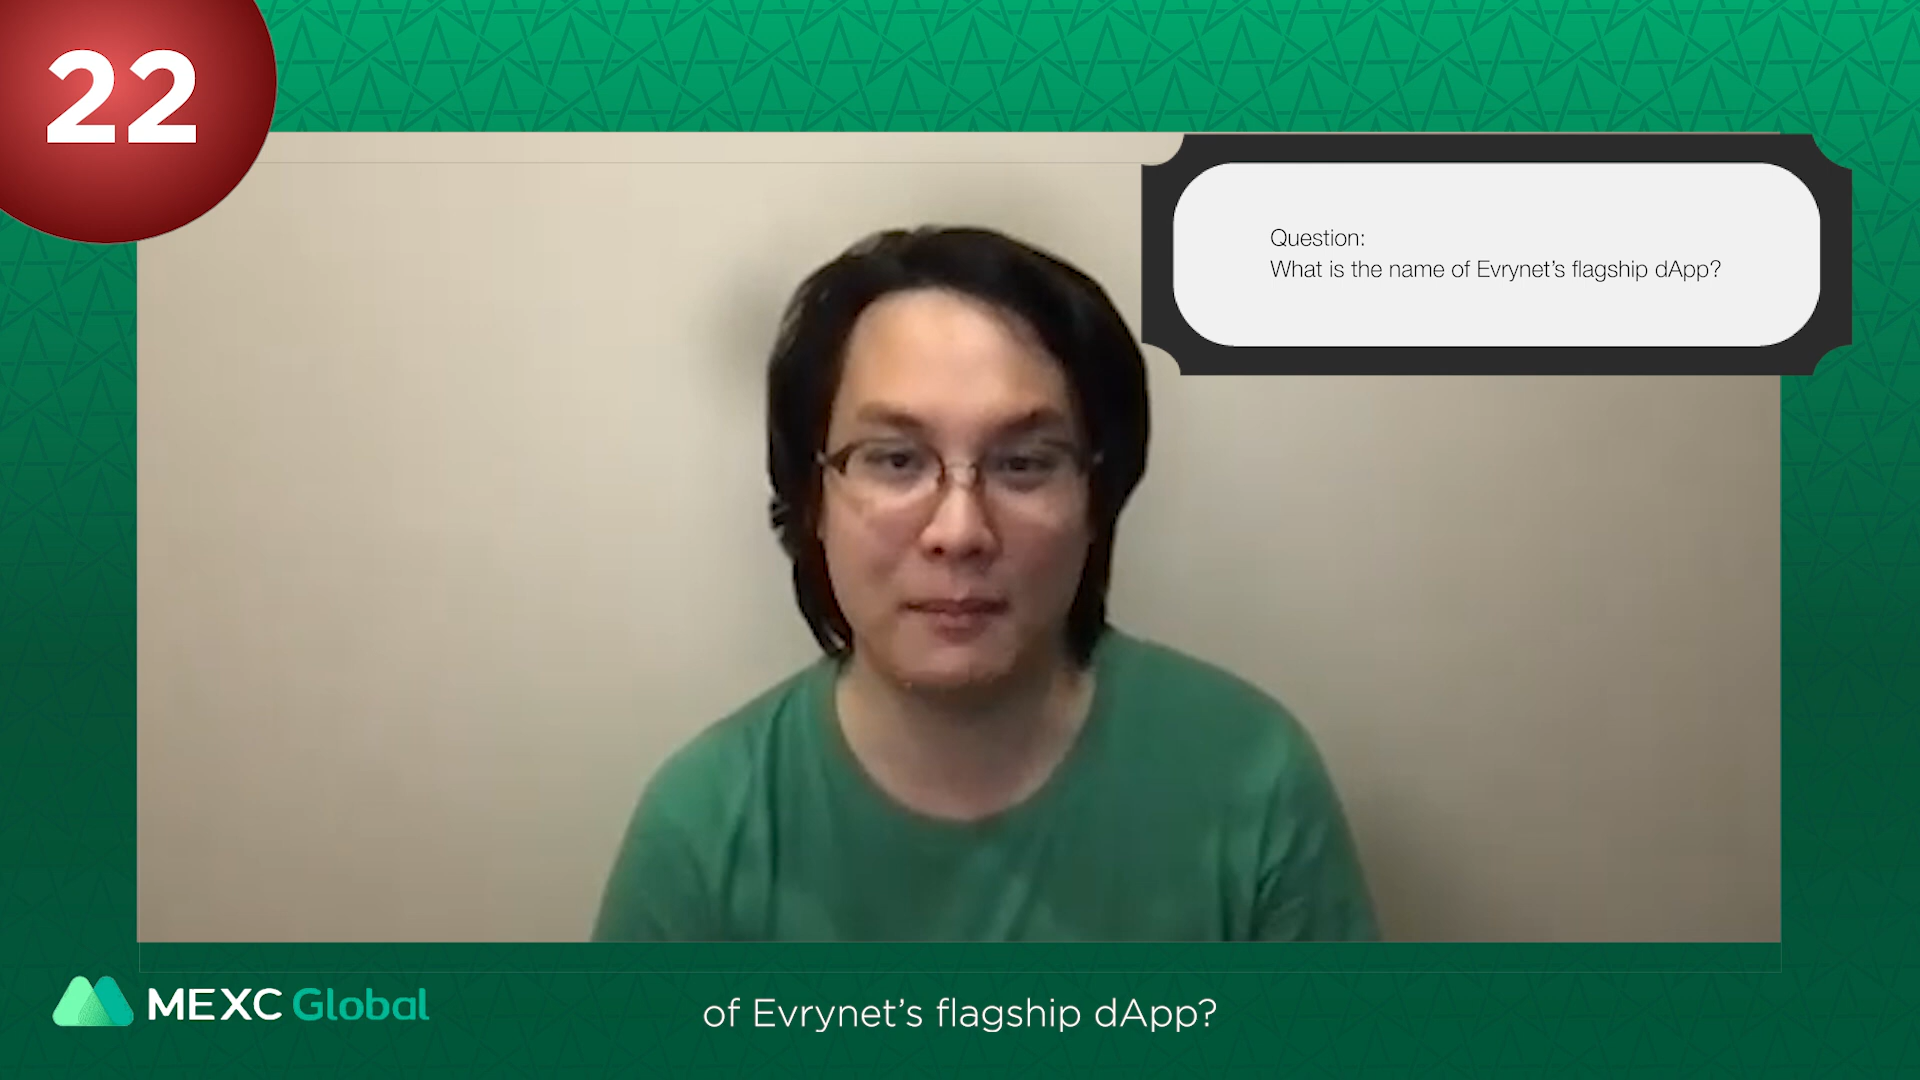 22
Question:
What is the name of Evrynet’s flagship dApp?
MEXC Global
of Evrynet’s flagship dApp?